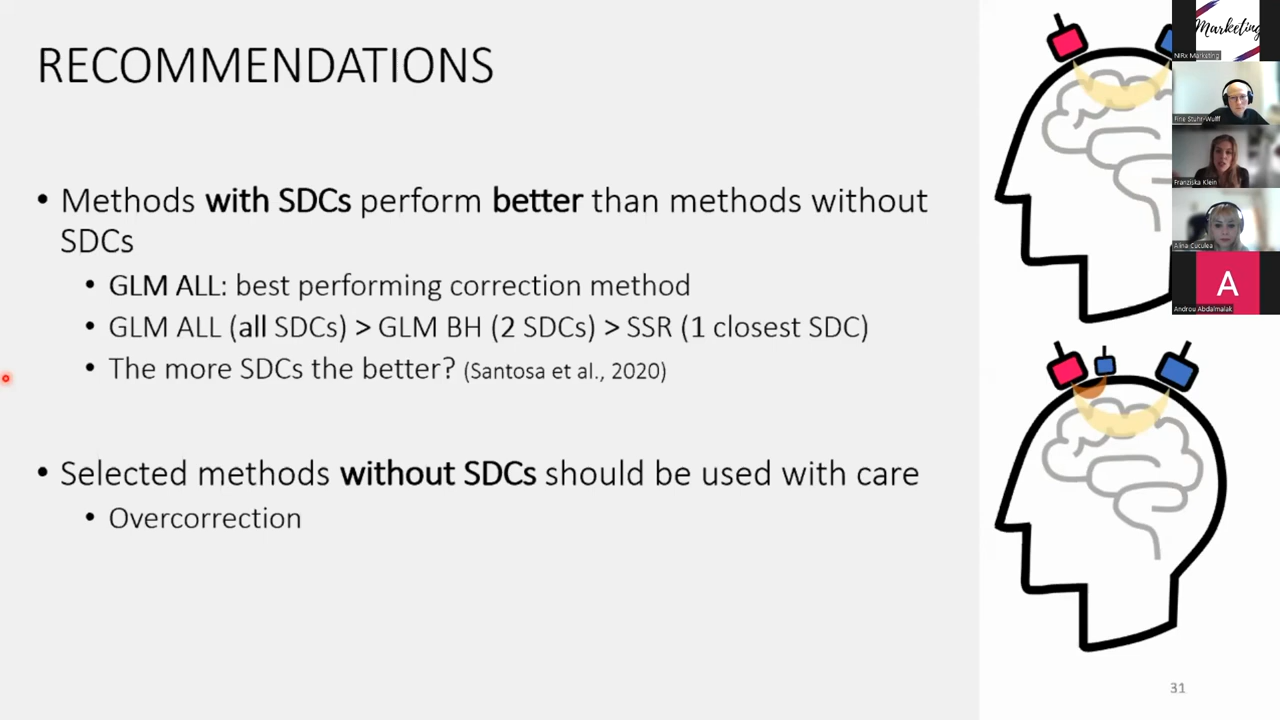 RECOMMENDATIONS
• Methods with SDCs perform better than methods without
SDCs
• GLM ALL: best performing correction method
• GLM ALL (all SDCs) > GLM BH (2 SDCs) > SSR (1 closest SDC)
• The more SDCs the better? (Santosa et al., 2020)
• Selected methods without SDCs should be used with care
• Overcorrection
31
Marketing
NIRx Marketing
Fine Stuhr-Wulff
Franziska Klein
Alina Cuculea
A
Androu Abdalmalak